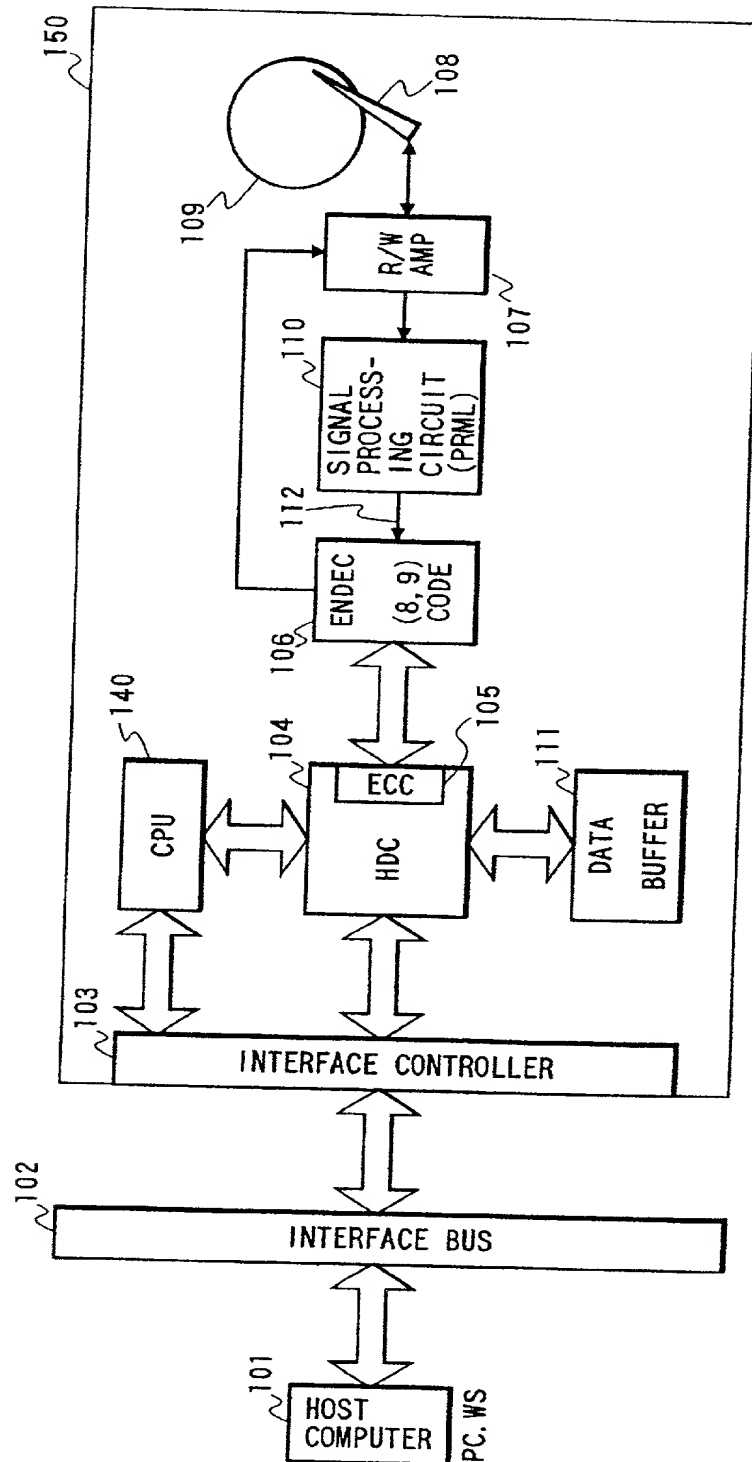 150
109
108
R/W
AMP
107
110
SIGNAL
PROCESS-
ING
CIRCUIT
(PRML)
112
ENDEC
(8, 9)
CODE
106
140
CPU
104
ECC
105
HDC
111
DATA
BUFFER
103
INTERFACE CONTROLLER
102
INTERFACE BUS
101
HOST
COMPUTER
PC, WS